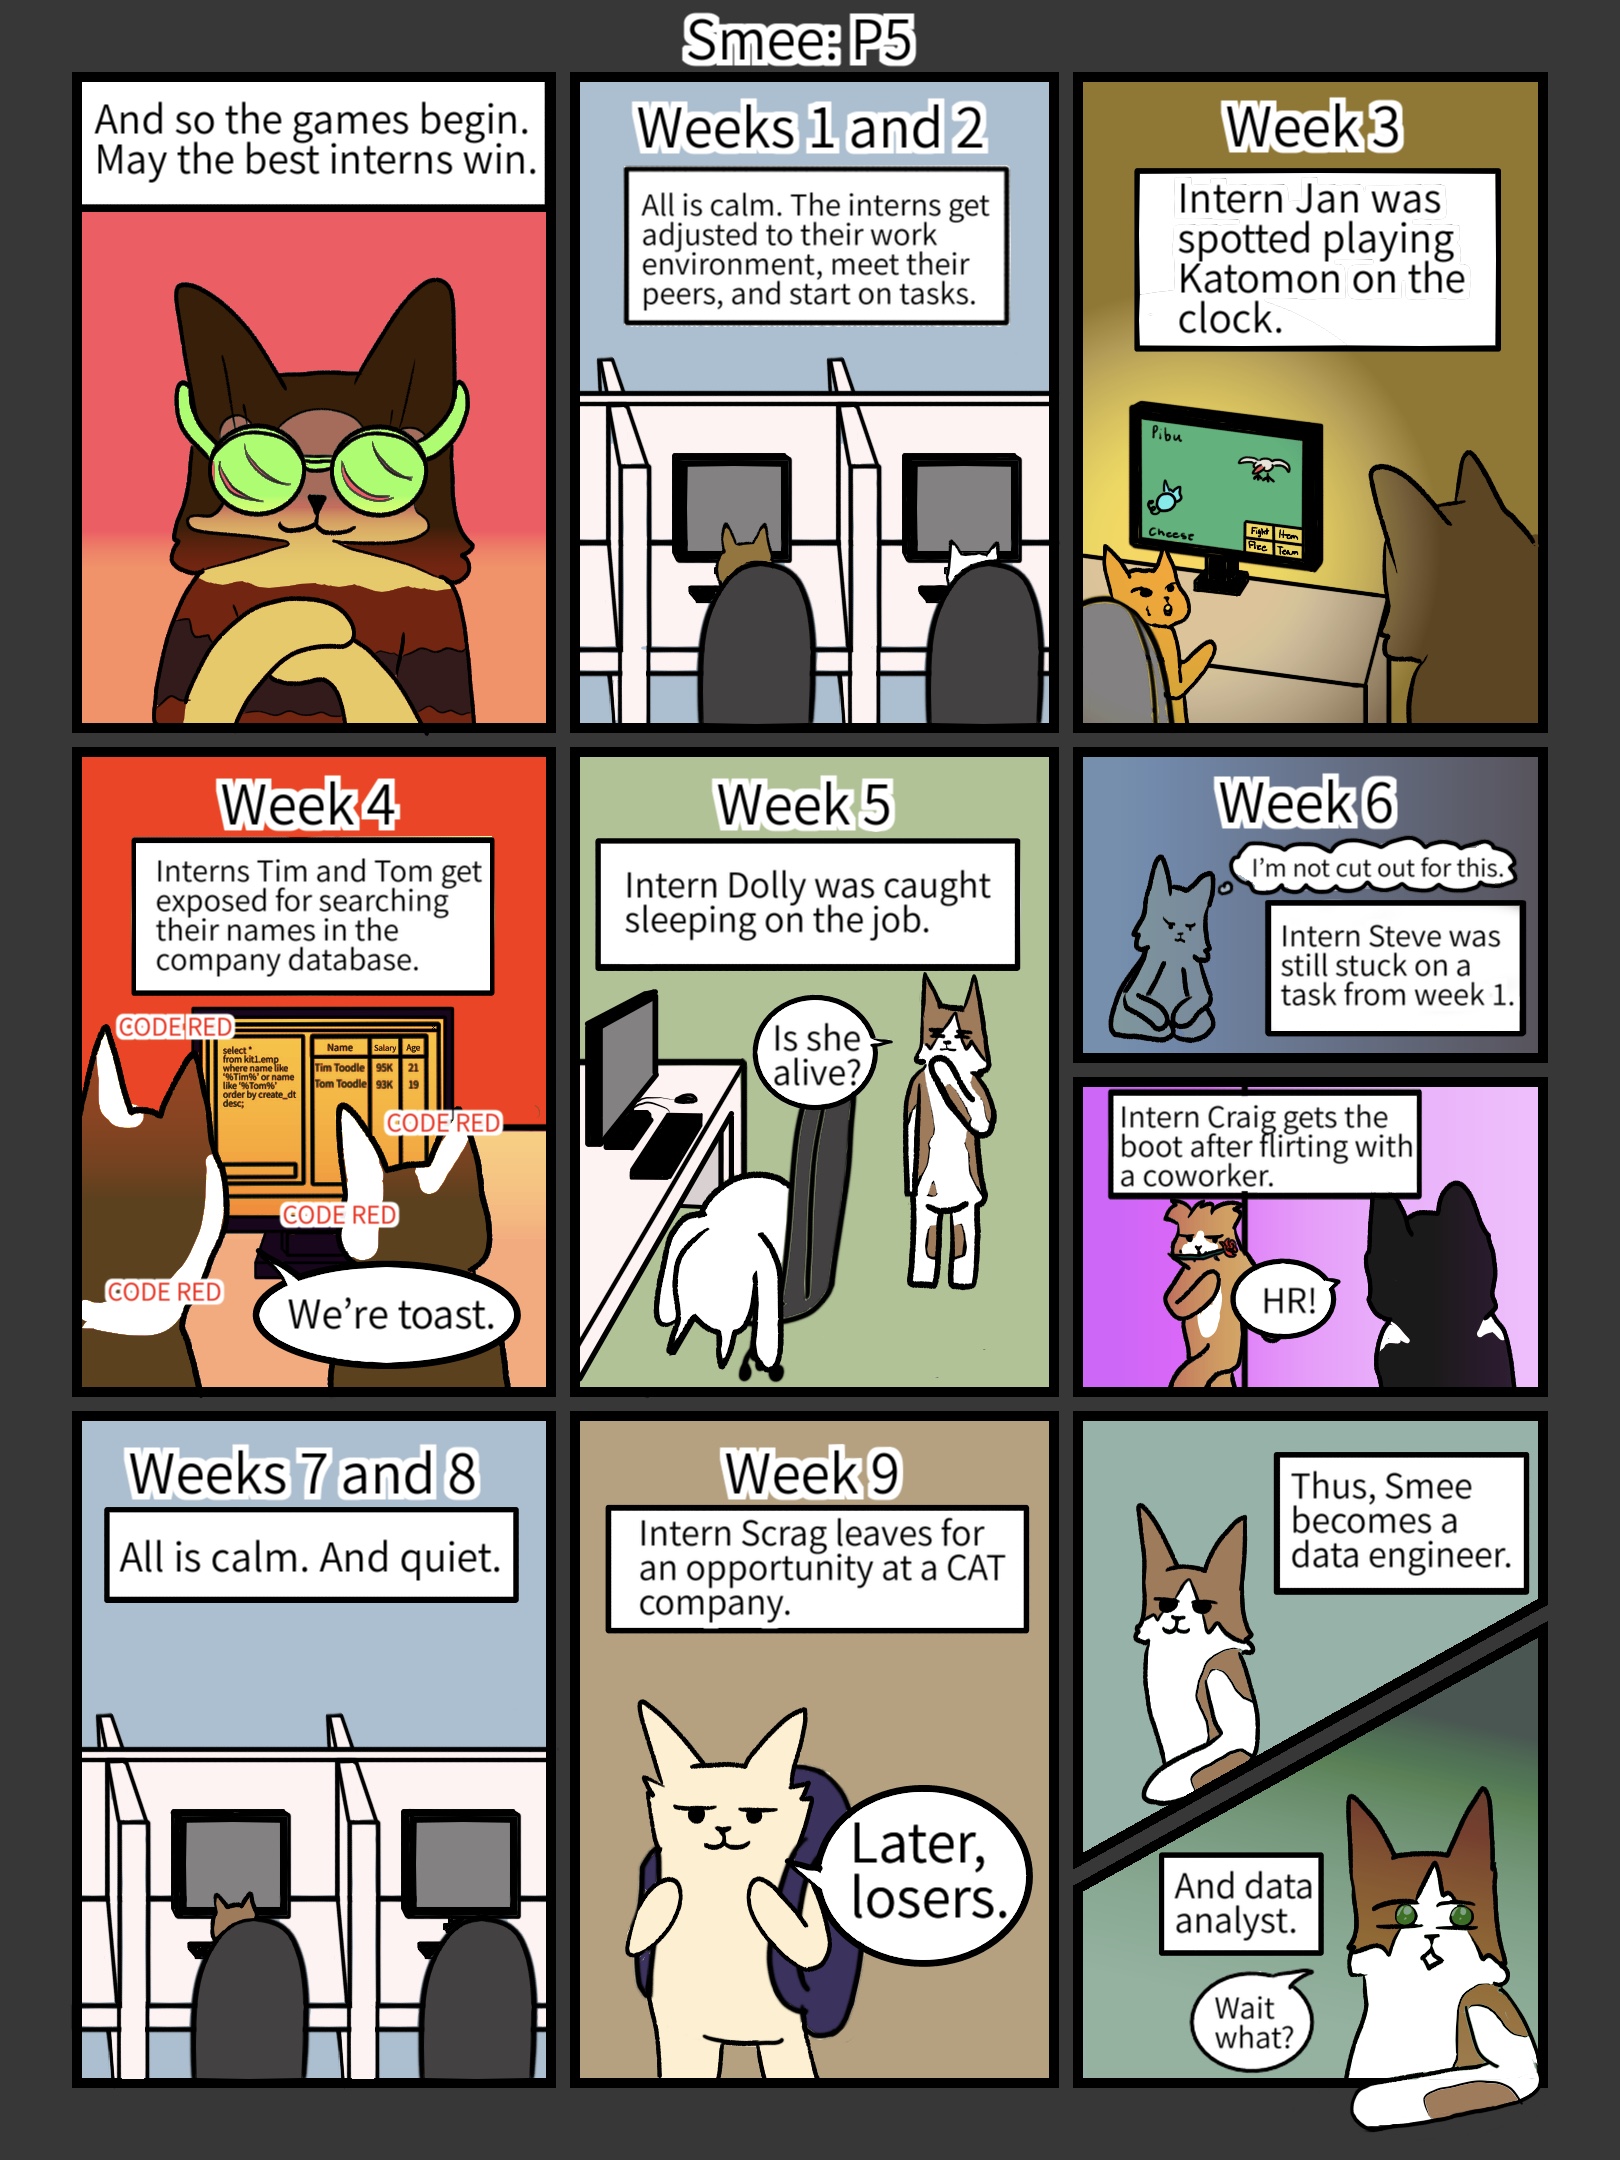 Smee: P5
And so the games begin.
May the best interns win.
Weeks 1 and 2
All is calm. The interns get
adjusted to their work
environment, meet their
peers, and start on tasks.
Week 3
Intern Jan was
spotted playing
Katomon on the
clock.
Pibu
Cheese
Fight Item
Flee Team
Week 4
Interns Tim and Tom get
exposed for searching
their names in the
company database.
CODE RED
select *
from kit1.emp
where name like
'%Tim%' or name
like '%Tom%'
order by create_dt
desc;
Name Salary Age
Tim Toodle 95K 21
Tom Toodle 93K 19
CODE RED
CODE RED
CODE RED
We're toast.
Week 5
Intern Dolly was caught
sleeping on the job.
Is she
alive?
Week 6
I'm not cut out for this.
Intern Steve was
still stuck on a
task from week 1.
Intern Craig gets the
boot after flirting with
a coworker.
HR!
Weeks 7 and 8
All is calm. And quiet.
Week 9
Intern Scrag leaves for
an opportunity at a CAT
company.
Later,
losers.
Thus, Smee
becomes a
data engineer.
And data
analyst.
Wait
what?